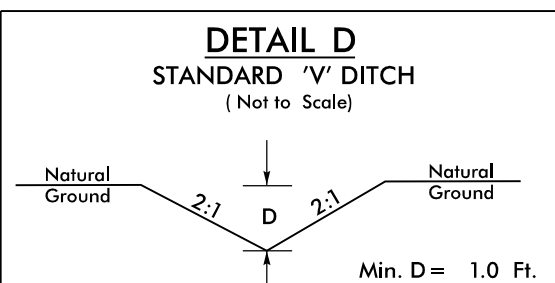 DETAIL D
STANDARD 'V' DITCH
( Not to Scale)
Natural
Ground
2:1
D
2:1
Natural
Ground
Min. D = 1.0 Ft.